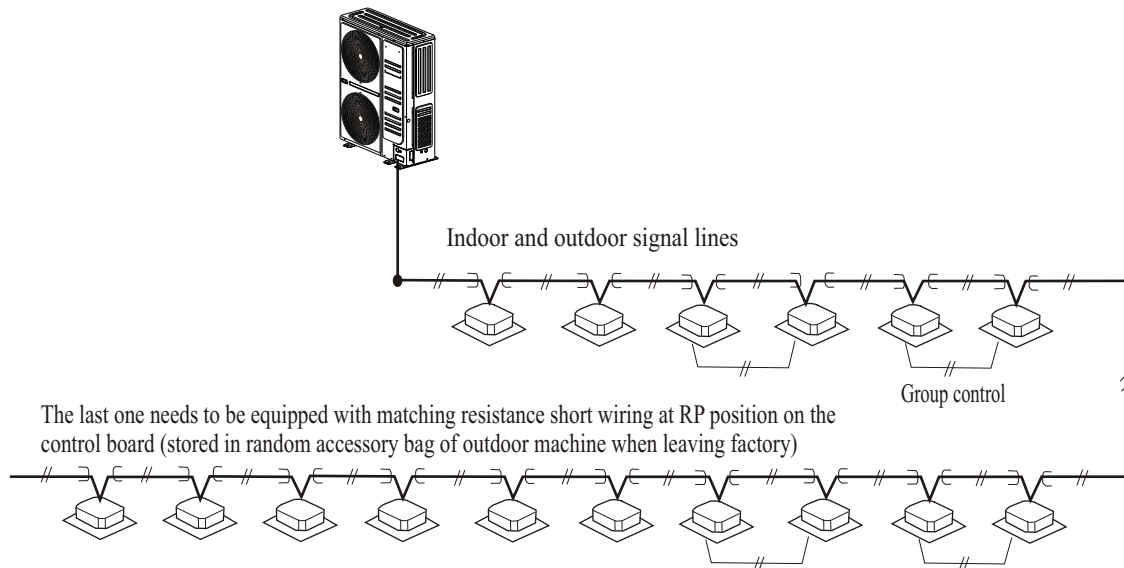 Indoor and outdoor signal lines
Group control
The last one needs to be equipped with matching resistance short wiring at RP position on the
control board (stored in random accessory bag of outdoor machine when leaving factory)